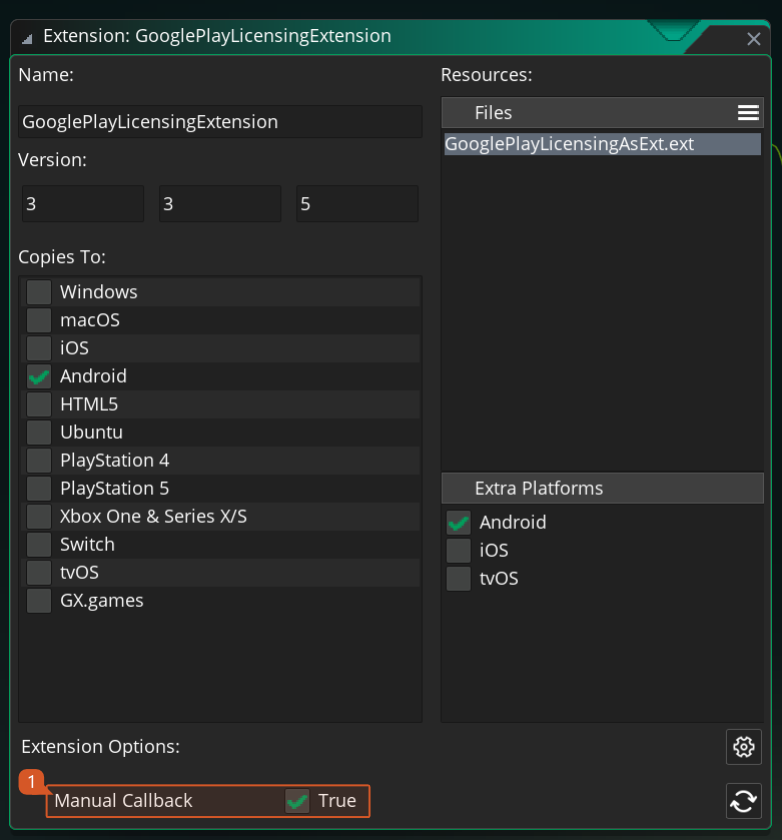 Extension: GooglePlayLicensingExtension
Name:
GooglePlayLicensingExtension
Version:
3 3 5
Copies To:
Windows
macOS
iOS
Android
HTML5
Ubuntu
PlayStation 4
PlayStation 5
Xbox One & Series X/S
Switch
tvOS
GX.games
Resources:
Files
GooglePlayLicensingAsExt.ext
Extra Platforms
Android
iOS
tvOS
Extension Options:
1
Manual Callback True